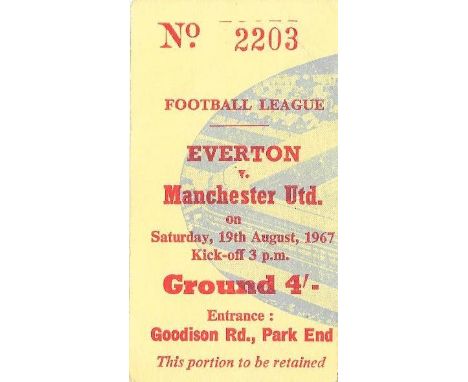 No. 2203
FOOTBALL LEAGUE
EVERTON
v.
Manchester Utd.
on
Saturday, 19th August, 1967
Kick-off 3 p.m.
Ground 4/-
Entrance :
Goodison Rd., Park End
This portion to be retained